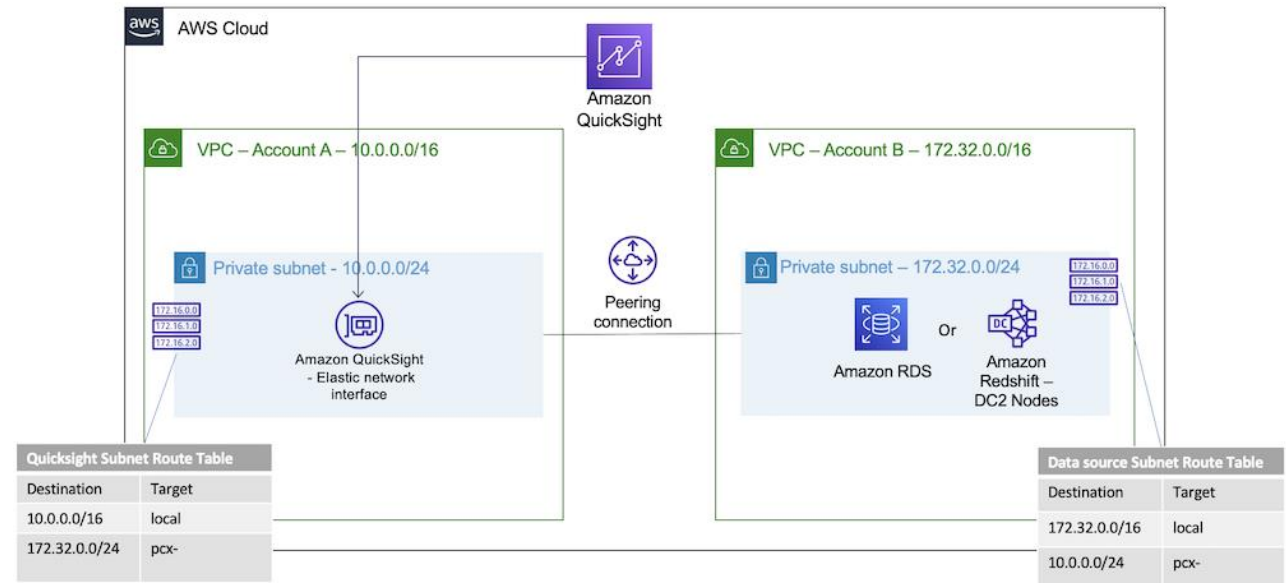 aws
AWS Cloud
Amazon
QuickSight
VPC – Account A – 10.0.0.0/16
VPC – Account B – 172.32.0.0/16
Private subnet - 10.0.0.0/24
172.16.0.0
172.16.1.0
172.16.2.0
Amazon QuickSight
- Elastic network
interface
Peering
connection
Private subnet – 172.32.0.0/24
172.16.0.0
172.16.1.0
172.16.2.0
Amazon RDS
Or
DC
Amazon
Redshift –
DC2 Nodes
Quicksight Subnet Route Table
Destination Target
10.0.0.0/16 local
172.32.0.0/24 pcx-
Data source Subnet Route Table
Destination Target
172.32.0.0/16 local
10.0.0.0/24 pcx-